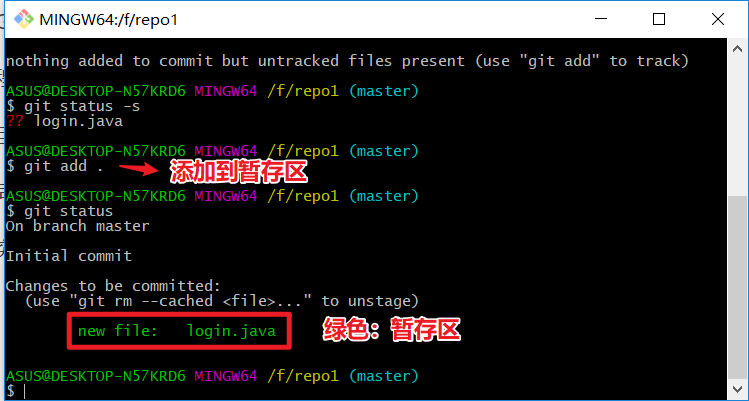 MINGW64:/f/repo1
nothing added to commit but untracked files present (use "git add" to track)
ASUS@DESKTOP-N57KRD6 MINGW64 /f/repo1 (master)
$ git status -s
?? login.java
ASUS@DESKTOP-N57KRD6 MINGW64 /f/repo1 (master)
$ git add . 添加到暂存区
ASUS@DESKTOP-N57KRD6 MINGW64 /f/repo1 (master)
$ git status
On branch master
Initial commit
Changes to be committed:
(use "git rm --cached <file>..." to unstage)
new file: login.java 绿色：暂存区
ASUS@DESKTOP-N57KRD6 MINGW64 /f/repo1 (master)
$